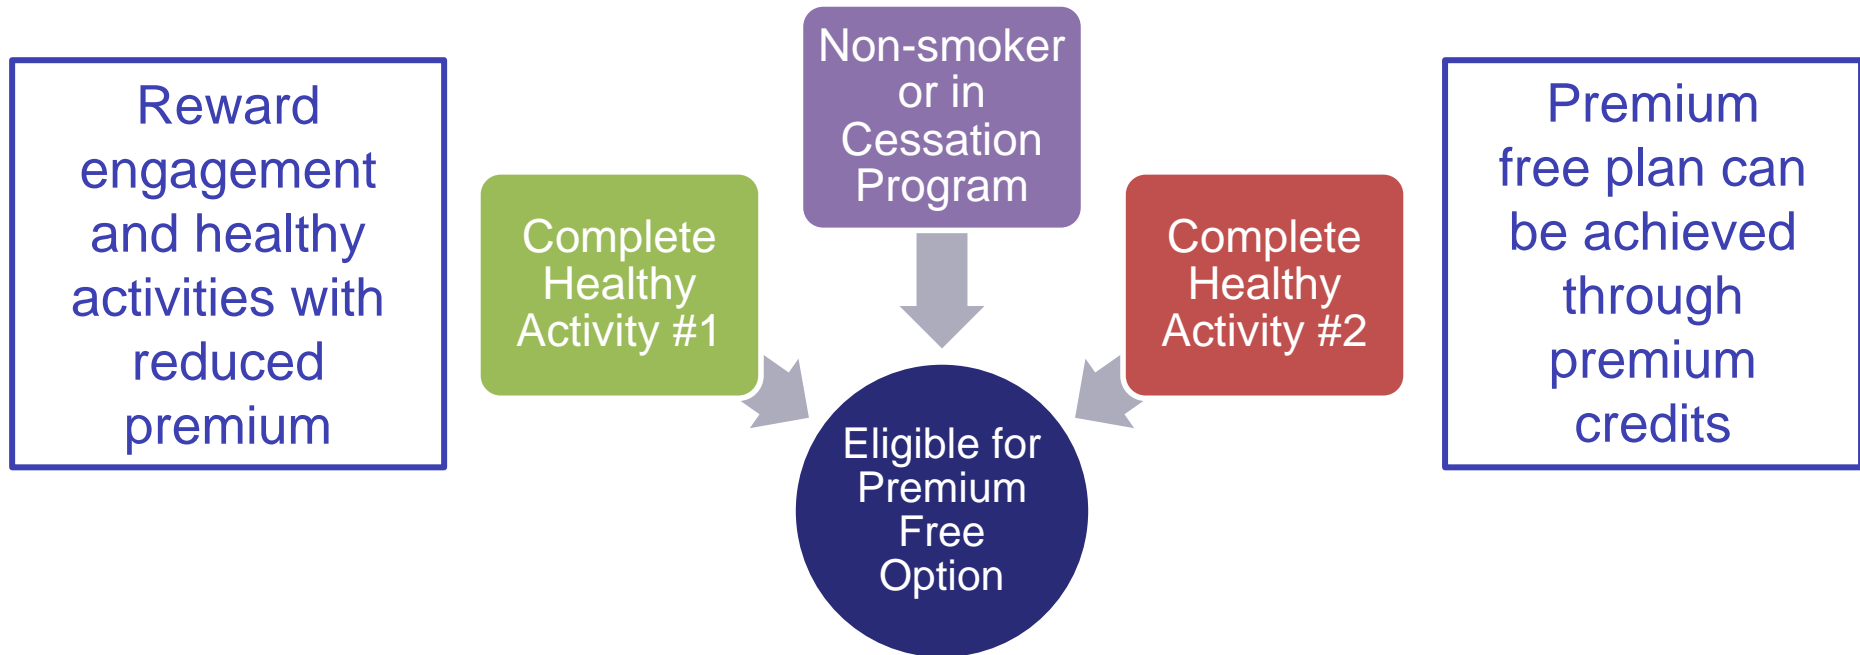 Reward
engagement
and healthy
activities with
reduced
premium
Complete
Healthy
Activity #1
Non-smoker
or in
Cessation
Program
Complete
Healthy
Activity #2
Eligible for
Premium
Free
Option
Premium
free plan can
be achieved
through
premium
credits